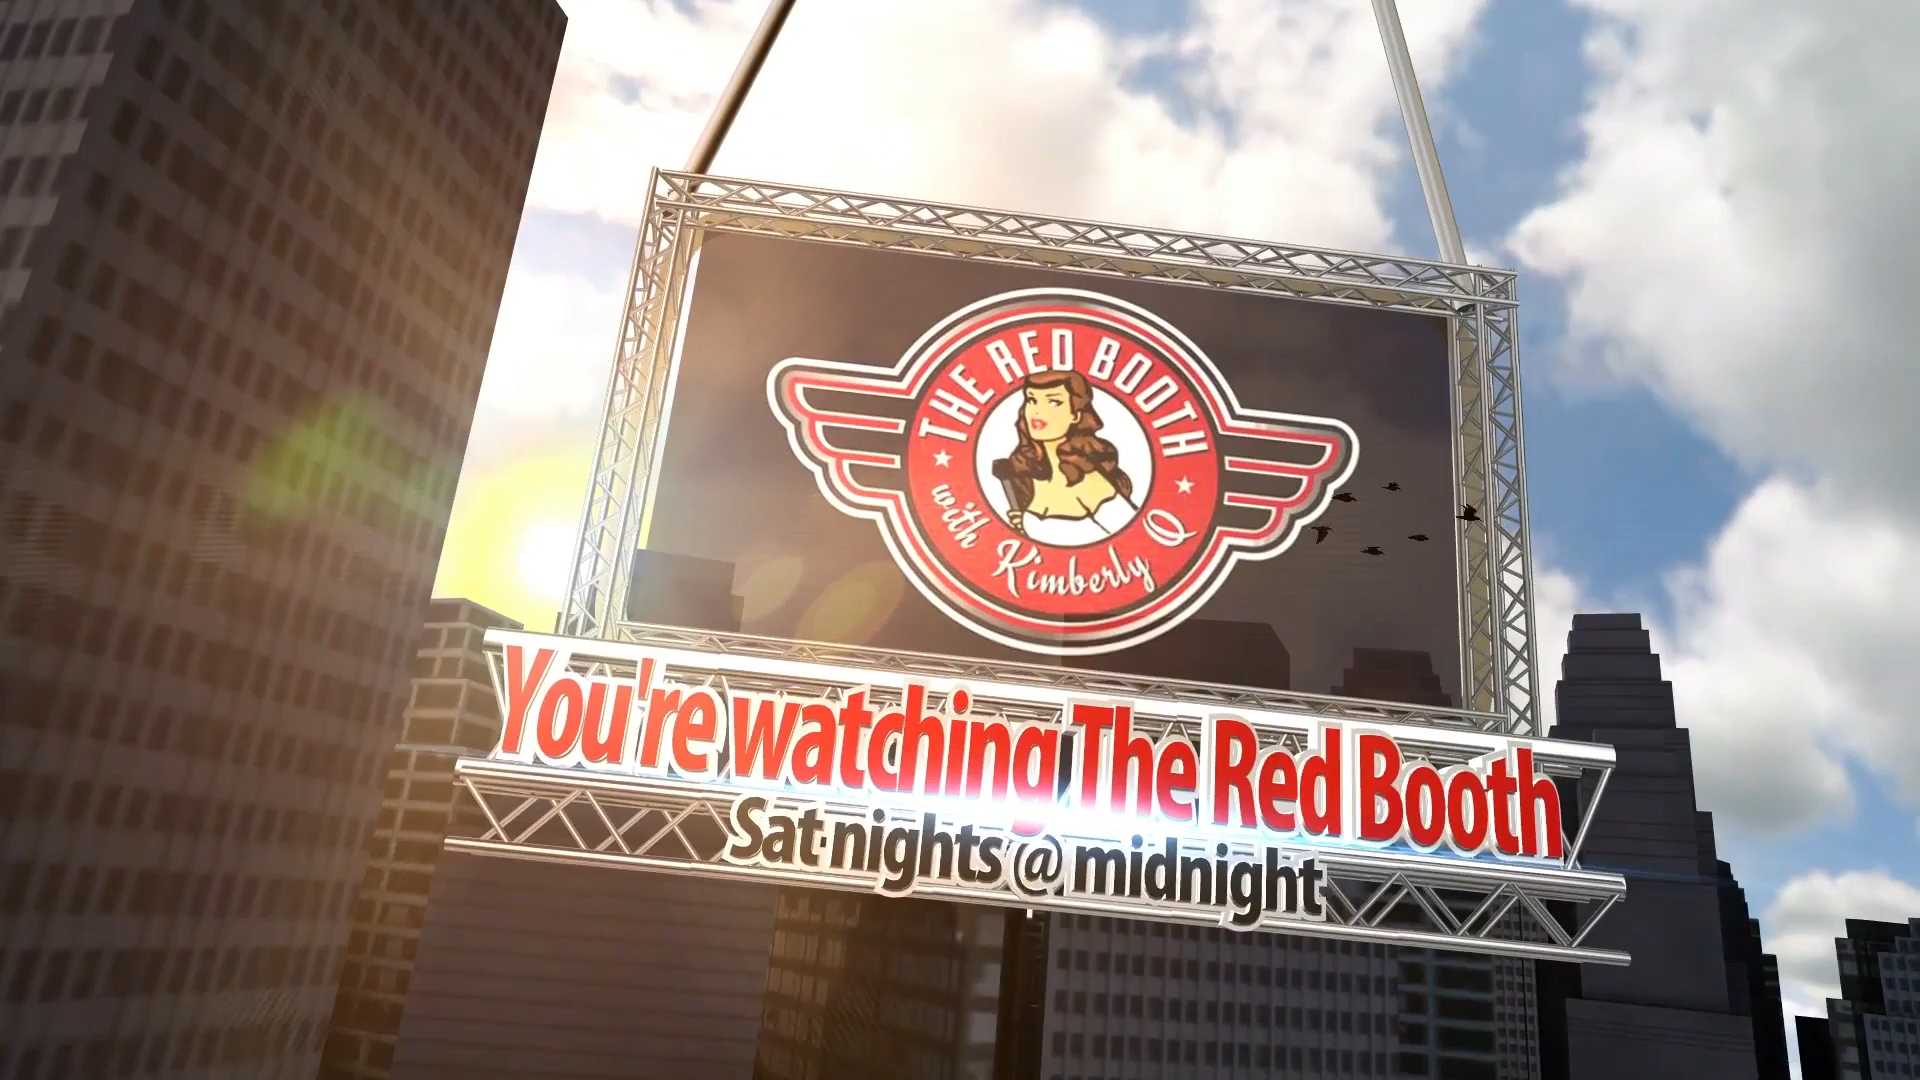 THE RED BOOTH
with Kimberly Q
You're watching The Red Booth
Sat nights @ midnight